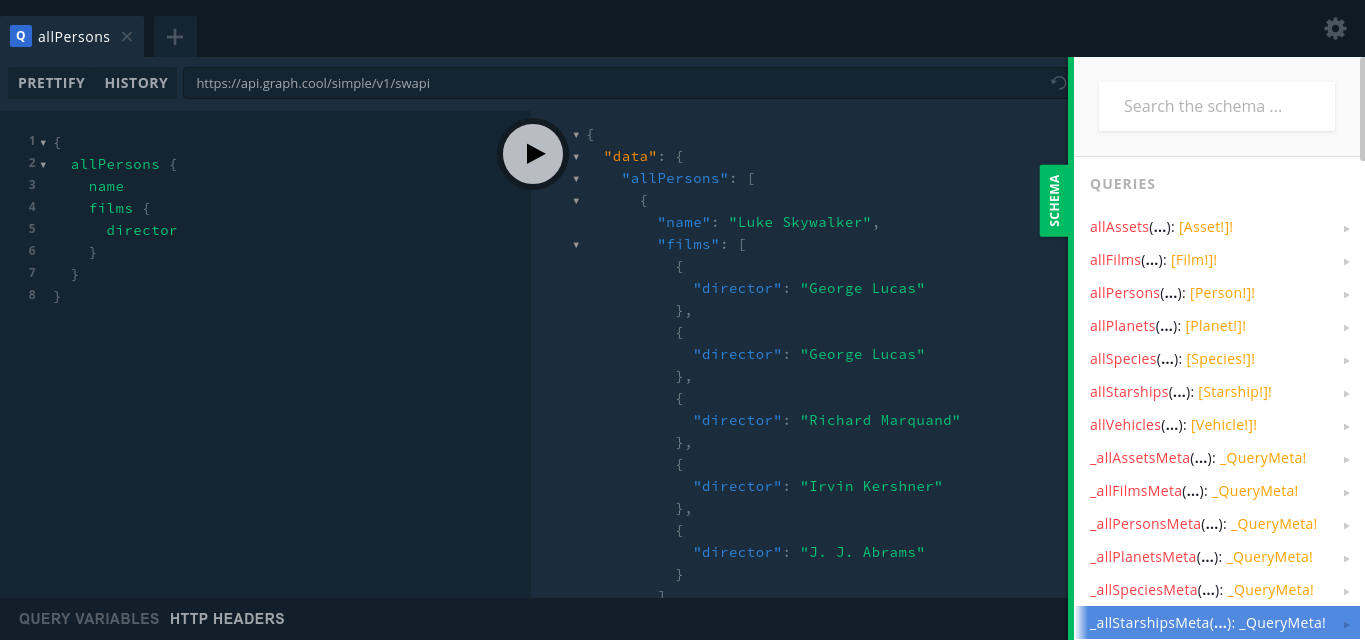 Q allPersons ×
PRETTIFY HISTORY https://api.graph.cool/simple/v1/swapi
1 {
2 allPersons {
3 name
4 films {
5 director
6 }
7 }
8 }
{
"data": {
"allPersons": [
{
"name": "Luke Skywalker",
"films": [
{
"director": "George Lucas"
},
{
"director": "George Lucas"
},
{
"director": "Richard Marquand"
},
{
"director": "Irvin Kershner"
},
{
"director": "J. J. Abrams"
}
]
SCHEMA
Search the schema ...
QUERIES
allAssets(...): [Asset!]!
allFilms(...): [Film!]!
allPersons(...): [Person!]!
allPlanets(...): [Planet!]!
allSpecies(...): [Species!]!
allStarships(...): [Starship!]!
allVehicles(...): [Vehicle!]!
_allAssetsMeta(...): _QueryMeta!
_allFilmsMeta(...): _QueryMeta!
_allPersonsMeta(...): _QueryMeta!
_allPlanetsMeta(...): _QueryMeta!
_allSpeciesMeta(...): _QueryMeta!
_allStarshipsMeta(...): _QueryMeta!
QUERY VARIABLES HTTP HEADERS